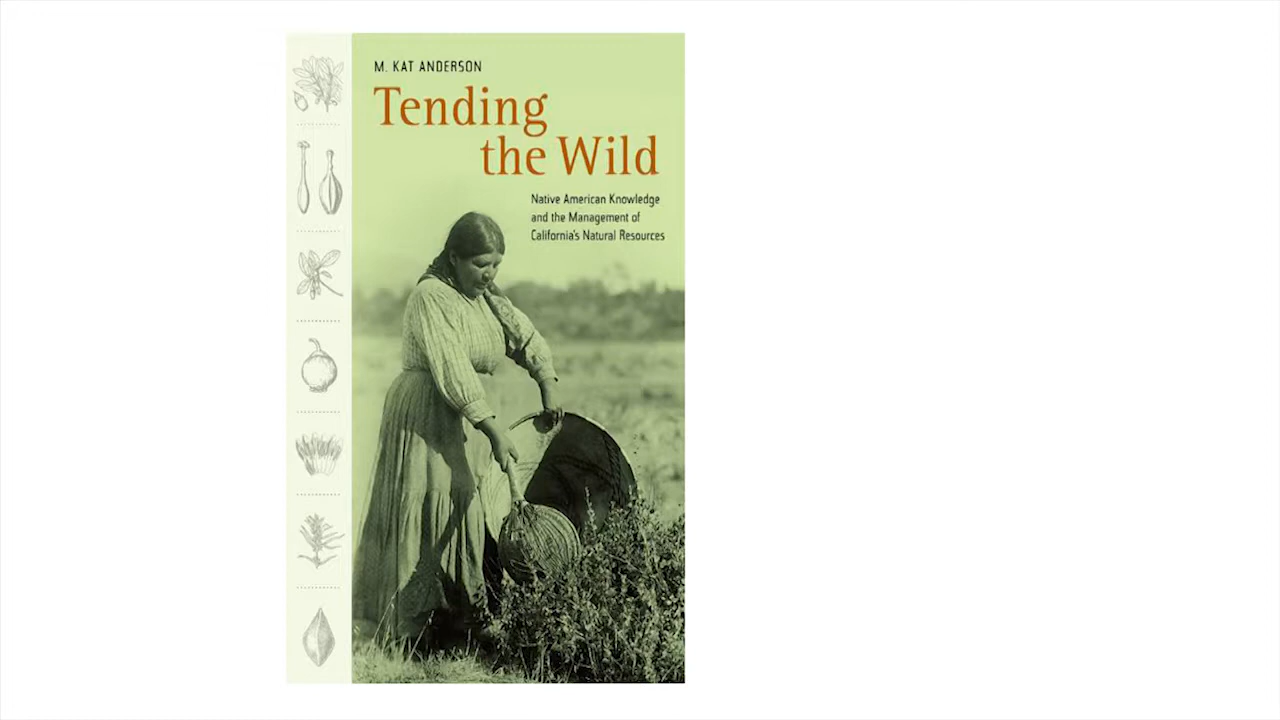 M. KAT ANDERSON
Tending
the Wild
Native American Knowledge
and the Management of
California's Natural Resources